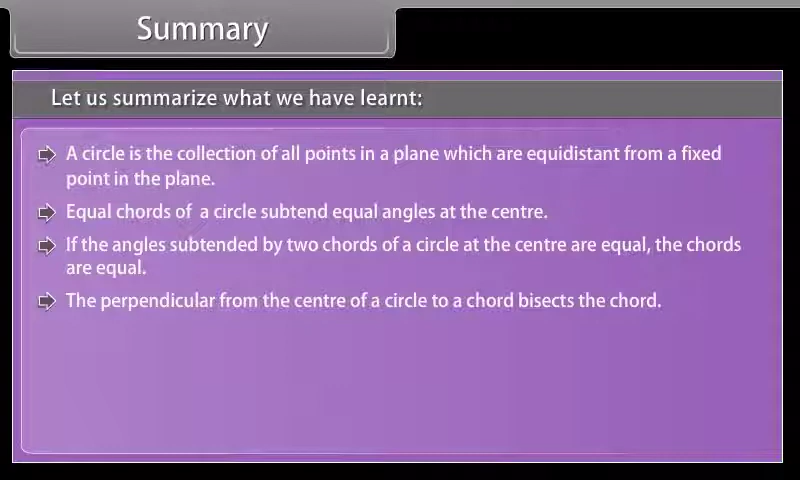 Summary
Let us summarize what we have learnt:
A circle is the collection of all points in a plane which are equidistant from a fixed
point in the plane.
Equal chords of a circle subtend equal angles at the centre.
If the angles subtended by two chords of a circle at the centre are equal, the chords
are equal.
The perpendicular from the centre of a circle to a chord bisects the chord.